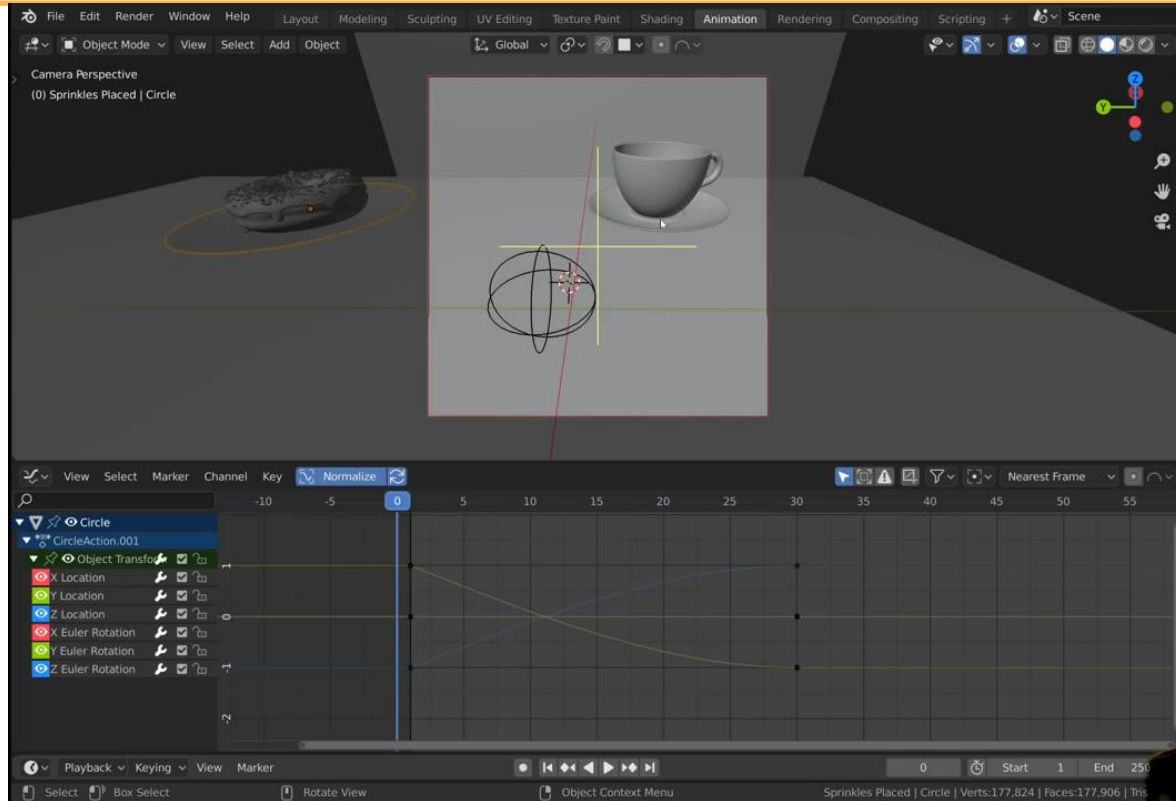 File Edit Render Window Help Layout Modeling Sculpting UV Editing Texture Paint Shading Animation Rendering Compositing Scripting + Scene
Object Mode View Select Add Object Global
Camera Perspective
(0) Sprinkles Placed | Circle
Z
Y
View Select Marker Channel Key Normalize Nearest Frame
-10 -5 0 5 10 15 20 25 30 35 40 45 50 55
Circle
CircleAction.001
Object Transfor
X Location
1
Y Location
Z Location
0
X Euler Rotation
Y Euler Rotation
Z Euler Rotation
-1
-2
Playback Keying View Marker 0 Start 1 End 250
Select Box Select Rotate View Object Context Menu Sprinkles Placed | Circle | Verts:177,824 | Faces:177,906 | Tris